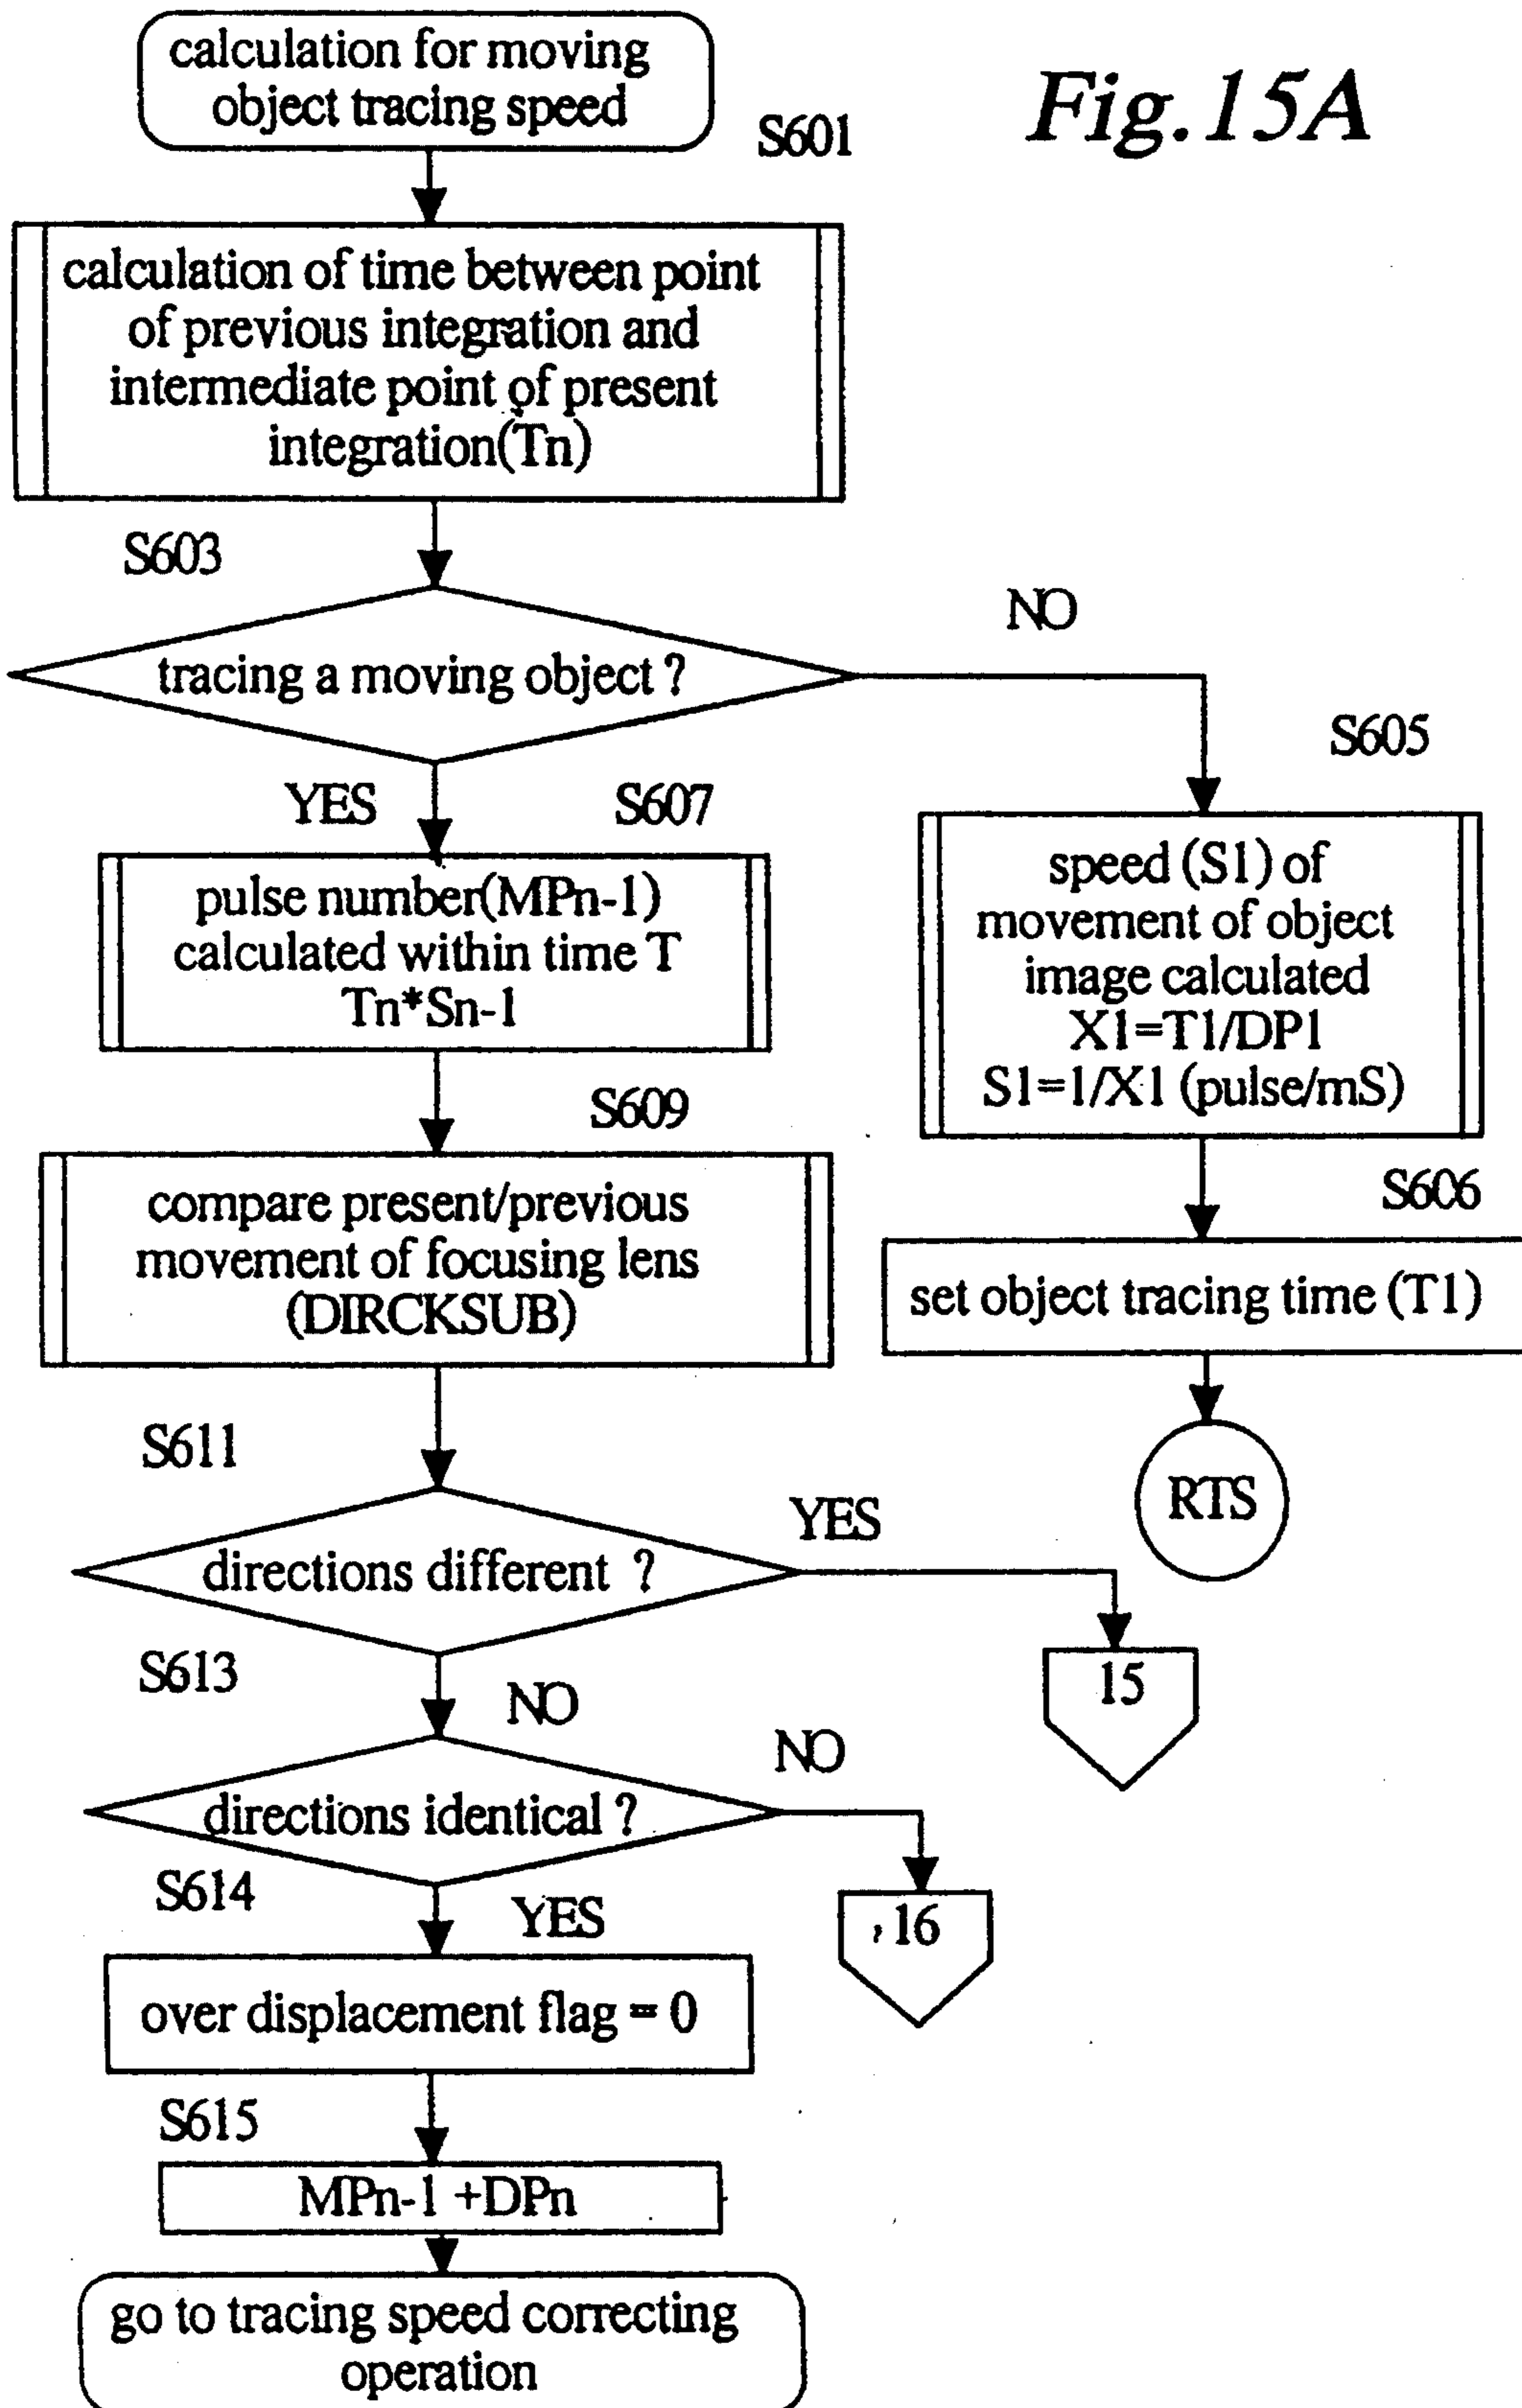 calculation for moving
object tracing speed
Fig.15A
S601
calculation of time between point
of previous integration and
intermediate point of present
integration(Tn)
S603
tracing a moving object ?
NO
YES
S605
speed (S1) of
movement of object
image calculated
X1=T1/DP1
S1=1/X1 (pulse/mS)
S606
set object tracing time (T1)
RTS
S607
pulse number(MPn-1)
calculated within time T
Tn*Sn-1
S609
compare present/previous
movement of focusing lens
(DIRCKSUB)
S611
directions different ?
YES
15
NO
S613
directions identical ?
NO
16
YES
S614
over displacement flag = 0
S615
MPn-1 +DPn
go to tracing speed correcting
operation